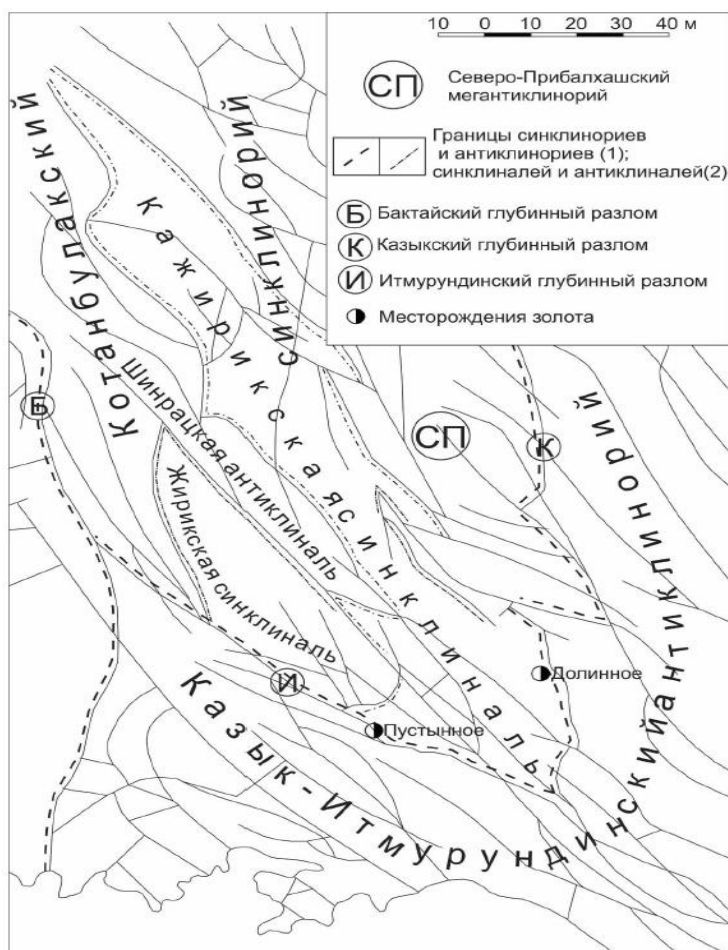 10 0 10 20 30 40 м
СП Северо-Прибалхашский
мегантиклинорий
Границы синклинориев
и антиклинориев (1);
синклиналей и антиклиналей(2)
Б Бактайский глубинный разлом
К Казыкский глубинный разлом
И Итмурундинский глубинный разлом
Месторождения золота
Котанбулакский синклинорий
Кажирикская синклиналь
Шинрацкая антиклиналь
Жирикская синклиналь
Б
СП
К
И
Долинное
Пустынное
Казык-Итмурундинский антиклинорий